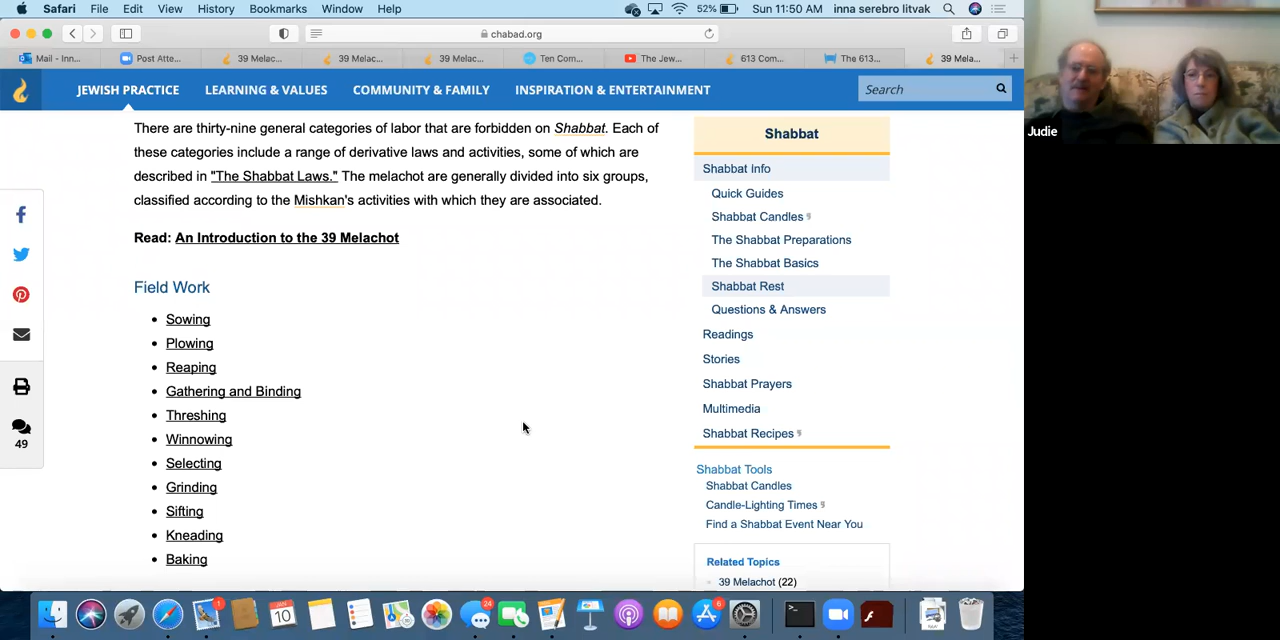 Safari File Edit View History Bookmarks Window Help 52% Sun 11:50 AM inna serebro litvak
chabad.org
Mail - Inn... Post Atte... 39 Melac... 39 Melac... 39 Melac... Ten Com... The Jew... 613 Com... The 613... 39 Mela...
JEWISH PRACTICE LEARNING & VALUES COMMUNITY & FAMILY INSPIRATION & ENTERTAINMENT Search
There are thirty-nine general categories of labor that are forbidden on Shabbat. Each of
these categories include a range of derivative laws and activities, some of which are
described in "The Shabbat Laws." The melachot are generally divided into six groups,
classified according to the Mishkan's activities with which they are associated.
Read: An Introduction to the 39 Melachot
Field Work
Sowing
Plowing
Reaping
Gathering and Binding
Threshing
Winnowing
Selecting
Grinding
Sifting
Kneading
Baking
49
Shabbat
Shabbat Info
Quick Guides
Shabbat Candles
The Shabbat Preparations
The Shabbat Basics
Shabbat Rest
Questions & Answers
Readings
Stories
Shabbat Prayers
Multimedia
Shabbat Recipes
Shabbat Tools
Shabbat Candles
Candle-Lighting Times
Find a Shabbat Event Near You
Related Topics
39 Melachot (22)
Judie
1
JAN
10
24
6